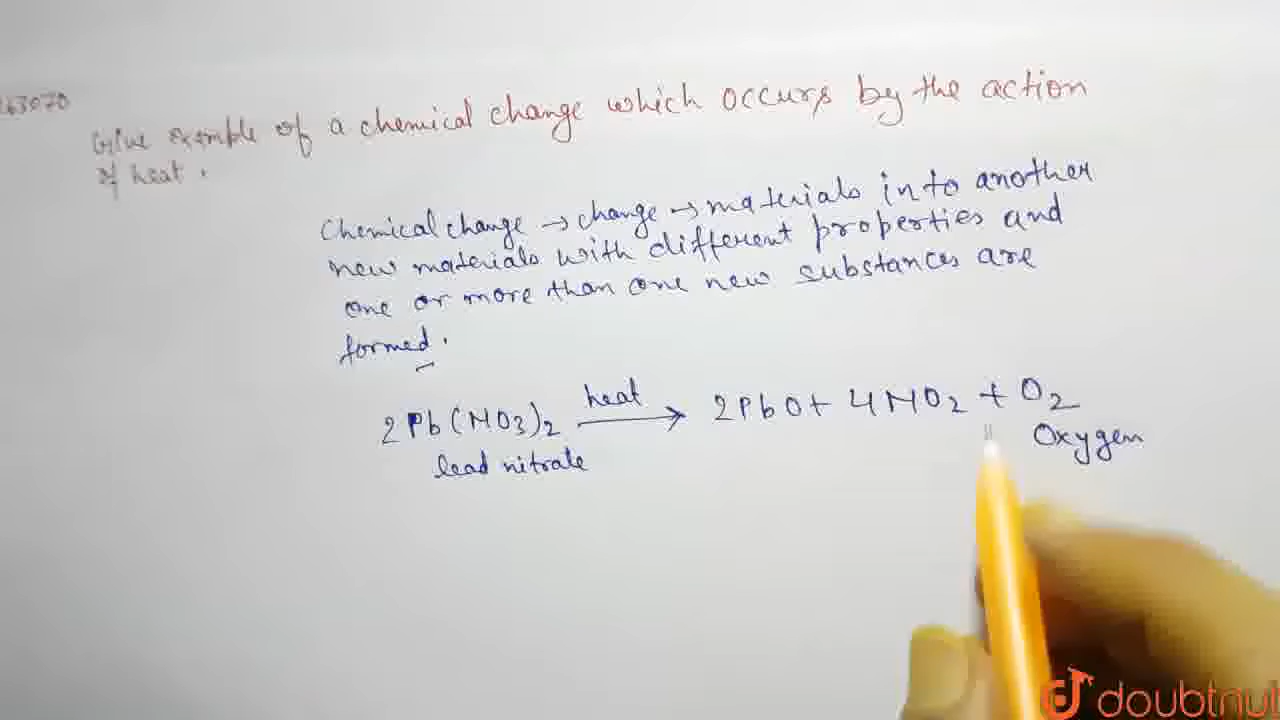 63070
Give example of a chemical change which occurs by the action
of heat.
Chemical change → change → materials in to another
new materials with different properties and
one or more than one new substances are
formed.
2Pb(NO3)2 heat → 2PbO + 4NO2 + O2
lead nitrate Oxygen
doubtnut